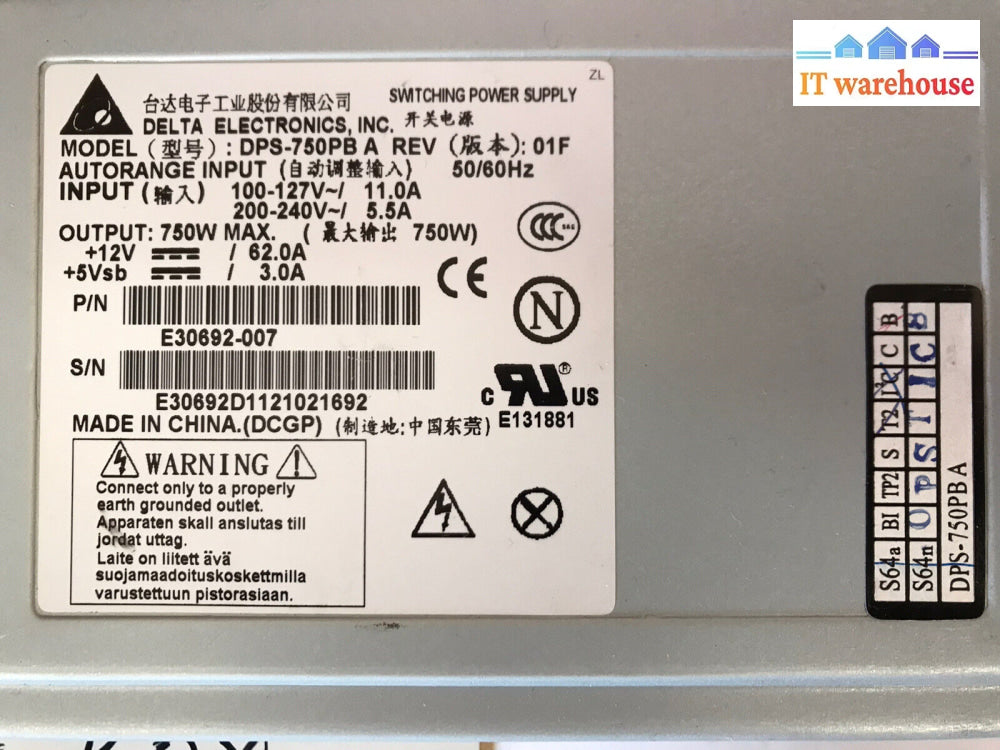 IT warehouse
ZL
台达电子工业股份有限公司 SWITCHING POWER SUPPLY
DELTA ELECTRONICS, INC. 开关电源
MODEL (型号): DPS-750PB A REV (版本): 01F
AUTORANGE INPUT (自动调整输入) 50/60Hz
INPUT (输入) 100-127V~/ 11.0A
200-240V~/ 5.5A
OUTPUT: 750W MAX. ( 最大输出 750W)
+12V / 62.0A
+5Vsb / 3.0A
P/N
E30692-007
S/N
E30692D1121021692
MADE IN CHINA.(DCGP) (制造地:中国东莞)
CCC S&E
CE
N
c RU ® US
E131881
WARNING
Connect only to a properly
earth grounded outlet.
Apparaten skall anslutas till
jordat uttag.
Laite on liitett ävä
suojamaadoituskoskettmilla
varustettuun pistorasiaan.
S64a BI TP2 S T2 C B
S64n O P S T I C 8
DPS-750PB A